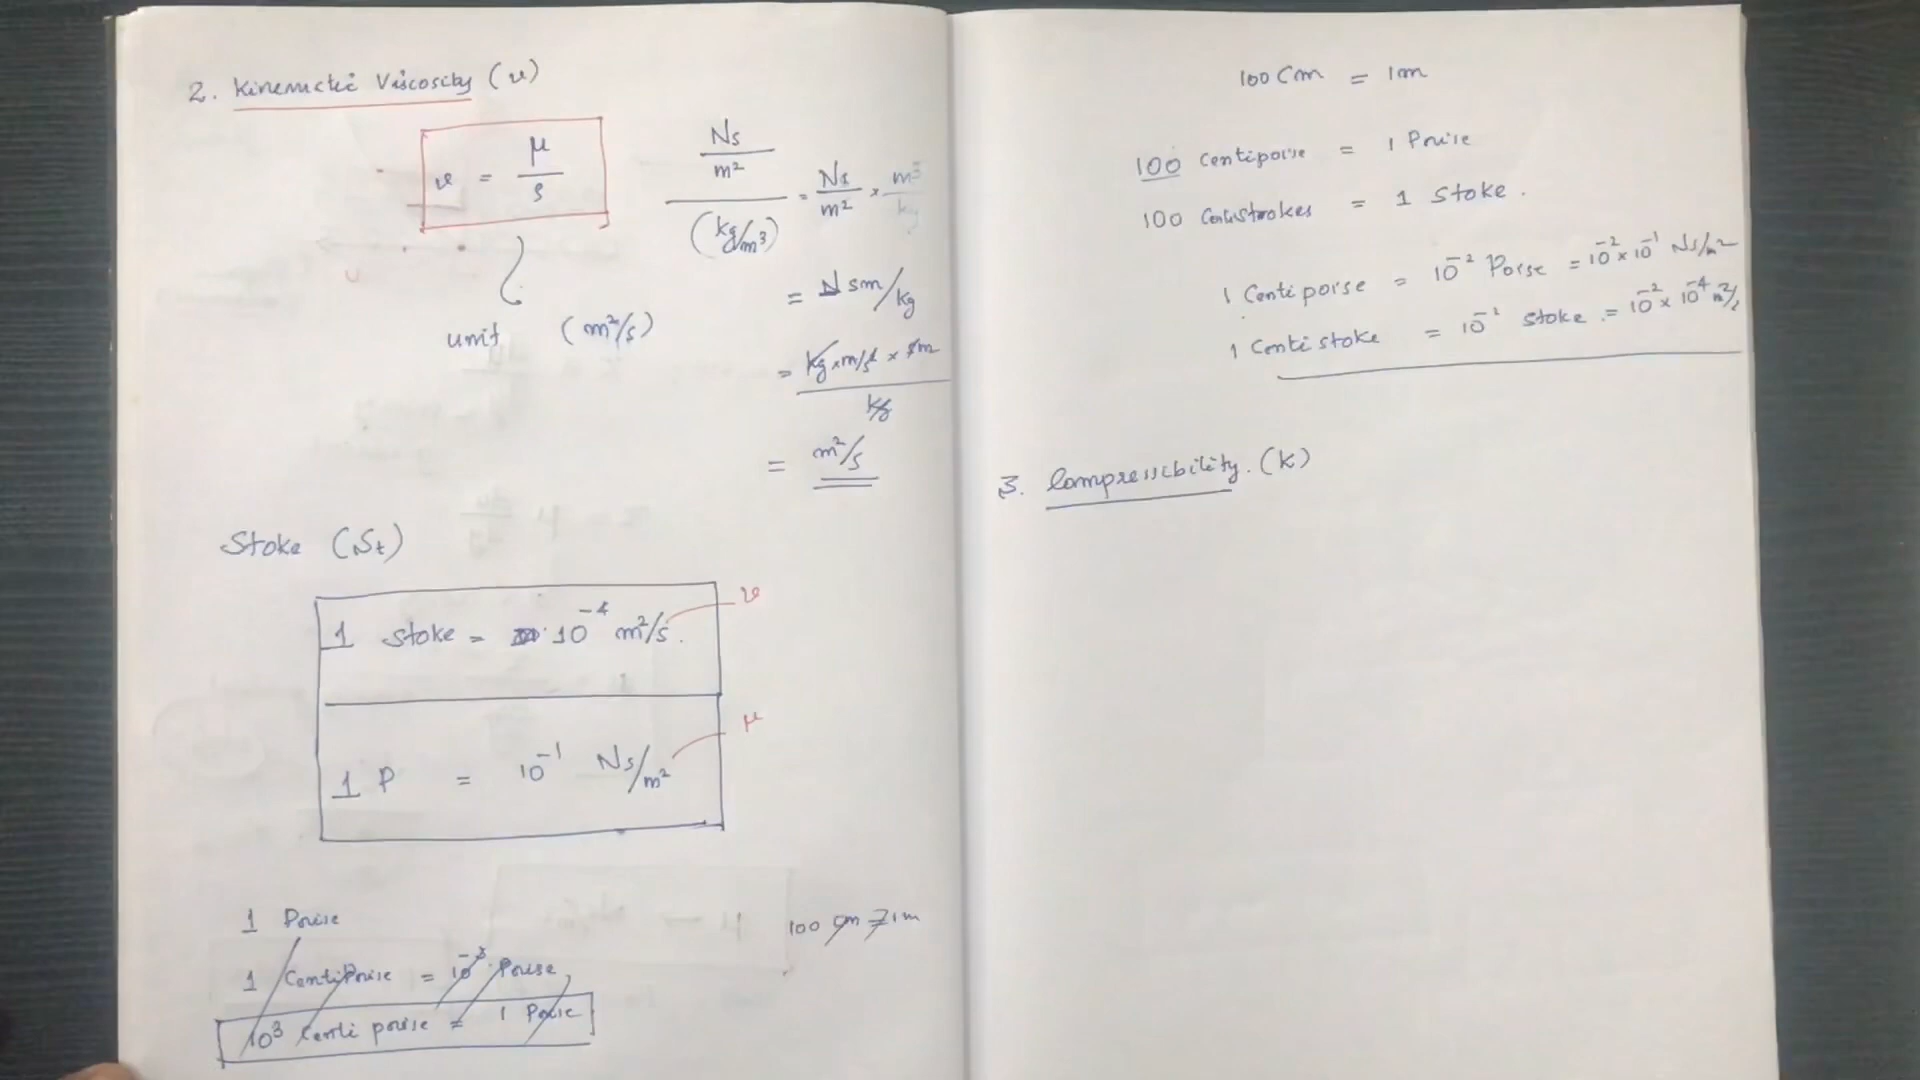 2. Kinematic Viscosity (ν)
ν = μ / ρ
Ns/m² / (kg/m³) = Ns/m² × m³/kg
= N sm/kg
unit (m²/s)
= kg×m/s² × sm / kg
= m²/s
Stoke (St)
1 Stoke = 10⁻⁴ m²/s. ν
1 P = 10⁻¹ Ns/m² μ
1 Poise
1 CentiPoise = 10⁻³ Poise,
10³ Centi poise = 1 Poise
100 cm = 1m
100 Cm = 1m
100 Centipoise = 1 Poise
100 Centistrokes = 1 Stoke.
1 Centi poise = 10⁻² Poise = 10⁻² × 10⁻¹ Ns/m²
1 Centi stoke = 10⁻² Stoke = 10⁻² × 10⁻⁴ m²/s
3. Compressibility. (K)